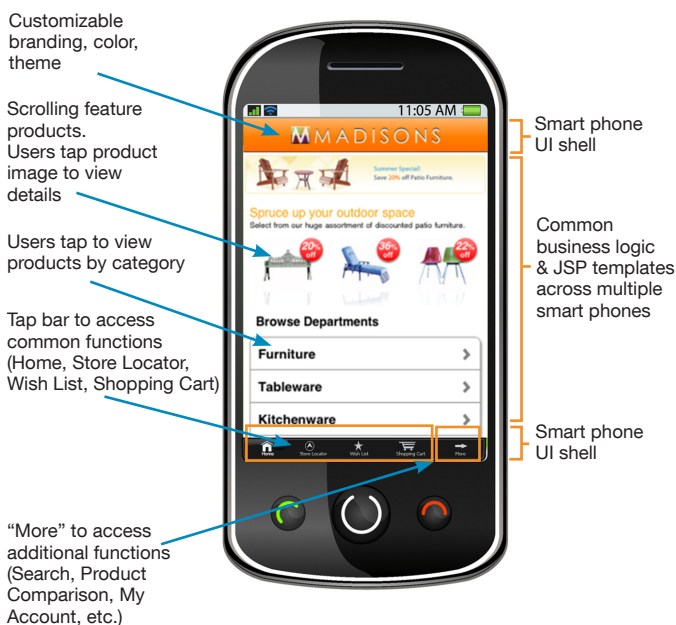 Customizable
branding, color,
theme
Scrolling feature
products.
Users tap product
image to view
details
Users tap to view
products by category
Tap bar to access
common functions
(Home, Store Locator,
Wish List, Shopping Cart)
“More” to access
additional functions
(Search, Product
Comparison, My
Account, etc.)
11:05 AM
MMADISONS
Summer Special!
Save 20% off Patio Furniture.
Spruce up your outdoor space
Select from our huge assortment of discounted patio furniture.
20% off
36% off
22% off
Browse Departments
Furniture
Tableware
Kitchenware
Home
Store Locator
Wish List
Shopping Cart
More
Smart phone
UI shell
Common
business logic
& JSP templates
across multiple
smart phones
Smart phone
UI shell